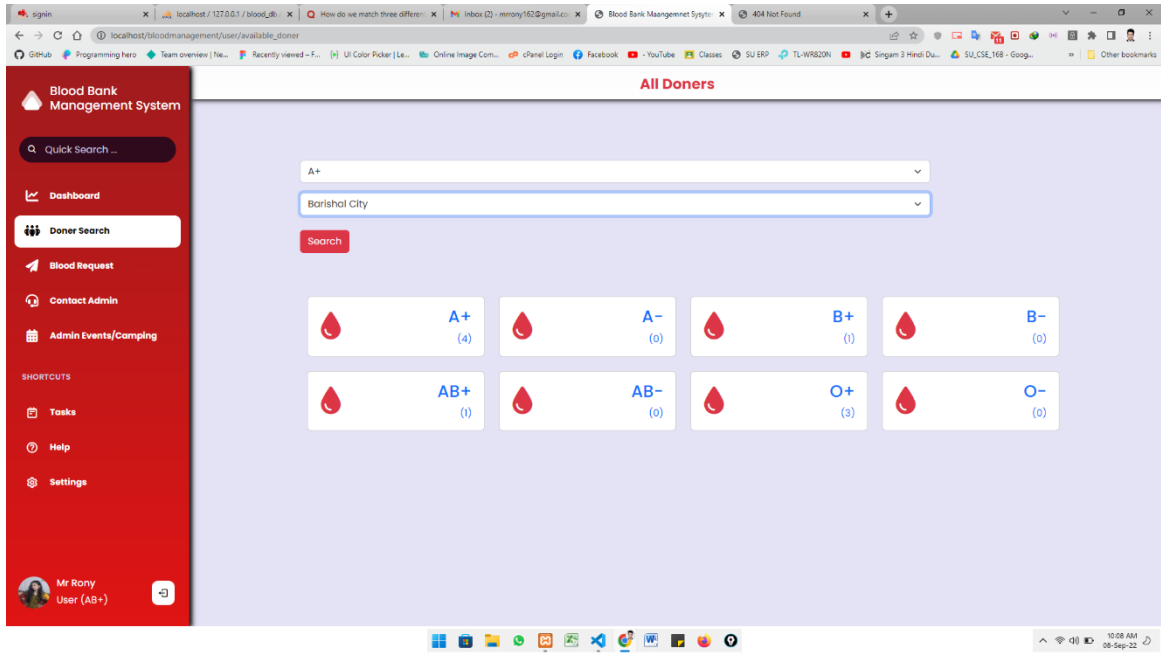 signin
localhost / 127.0.0.1 / blood_db /
How do we match three different
Inbox (2) - mrrony162@gmail.co
Blood Bank Maangemnet Sysyte
404 Not Found
localhost/bloodmanagement/user/available_doner
GitHub
Programming hero
Team overview | Ne...
Recently viewed – F...
UI Color Picker | Le...
Online Image Com...
cPanel Login
Facebook
- YouTube
Classes
SU ERP
TL-WR820N
Singam 3 Hindi Du...
SU_CSE_168 - Goog...
Other bookmarks
Blood Bank
Management System
Quick Search ...
Dashboard
Doner Search
Blood Request
Contact Admin
Admin Events/Camping
SHORTCUTS
Tasks
Help
Settings
Mr Rony
User (AB+)
All Doners
A+
Barishal City
Search
A+
(4)
A-
(0)
B+
(1)
B-
(0)
AB+
(1)
AB-
(0)
O+
(3)
O-
(0)
10:08 AM
08-Sep-22